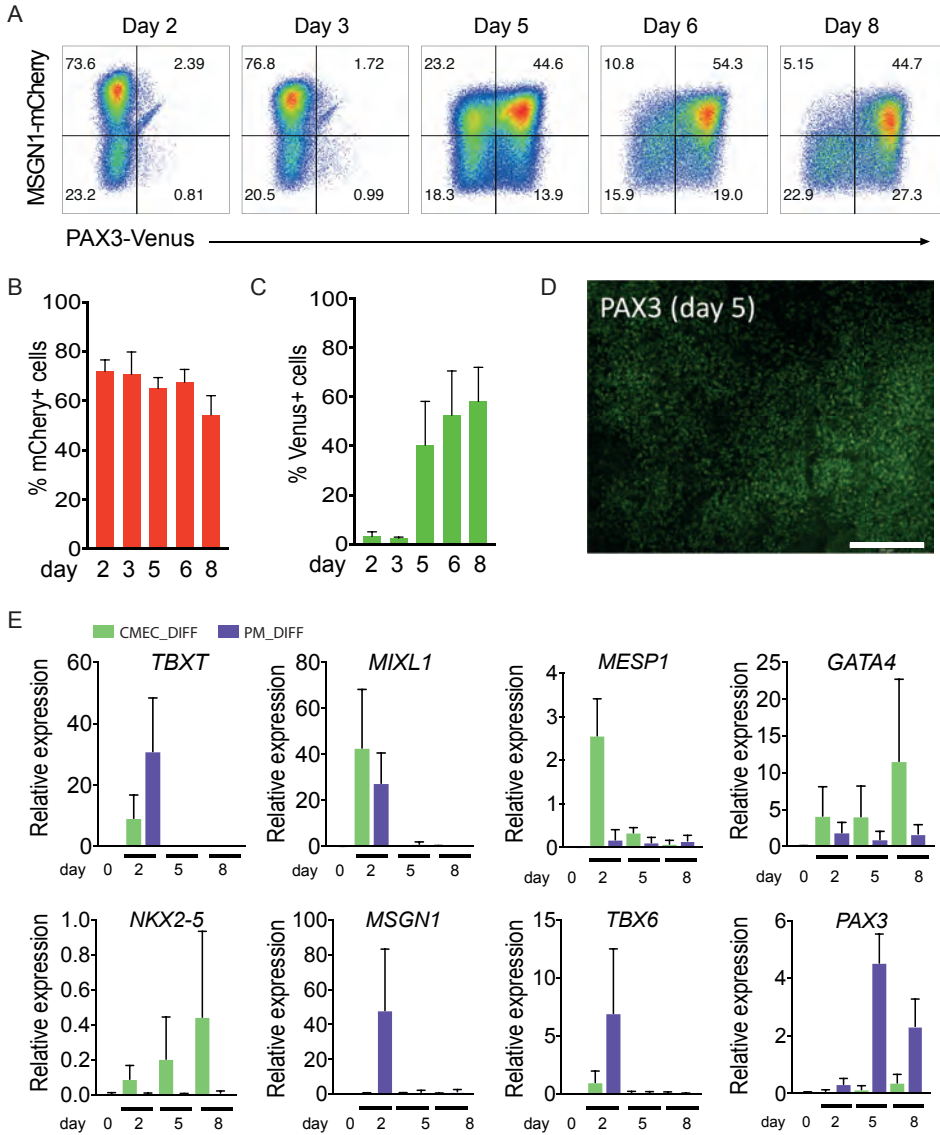 A
Day 2 Day 3 Day 5 Day 6 Day 8
MSGN1-mCherry
73.6 2.39 76.8 1.72 23.2 44.6 10.8 54.3 5.15 44.7
23.2 0.81 20.5 0.99 18.3 13.9 15.9 19.0 22.9 27.3
PAX3-Venus
B
% mChery+ cells
100
80
60
40
20
0
day 2 3 5 6 8
C
% Venus+ cells
100
80
60
40
20
0
day 2 3 5 6 8
D
PAX3 (day 5)
E
CMEC_DIFF PM_DIFF
TBXT
Relative expression
60
40
20
0
day 0 2 5 8
MIXL1
Relative expression
80
60
40
20
0
day 0 2 5 8
MESP1
Relative expression
4
3
2
1
0
day 0 2 5 8
GATA4
Relative expression
25
20
15
10
5
0
day 0 2 5 8
NKX2-5
Relative expression
1.0
0.8
0.6
0.4
0.2
0.0
day 0 2 5 8
MSGN1
Relative expression
100
80
60
40
20
0
day 0 2 5 8
TBX6
Relative expression
15
10
5
0
day 0 2 5 8
PAX3
Relative expression
6
4
2
0
day 0 2 5 8